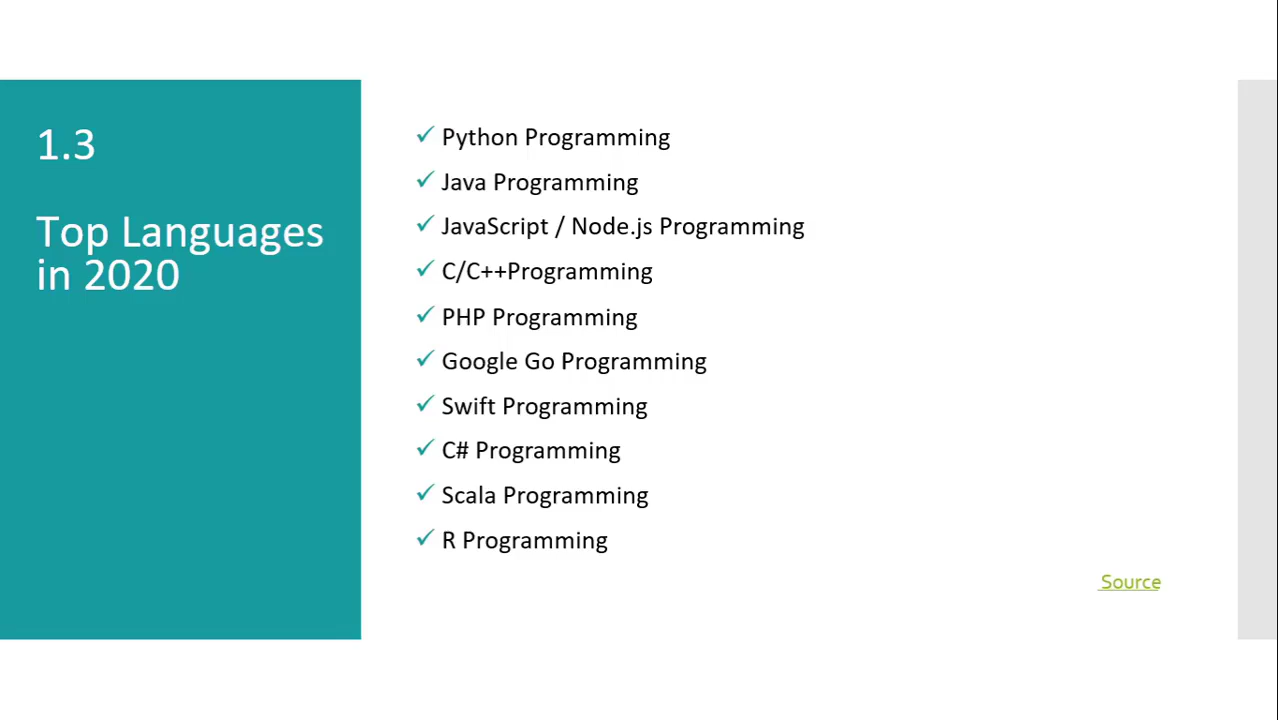 1.3
Top Languages
in 2020
✓ Python Programming
✓ Java Programming
✓ JavaScript / Node.js Programming
✓ C/C++Programming
✓ PHP Programming
✓ Google Go Programming
✓ Swift Programming
✓ C# Programming
✓ Scala Programming
✓ R Programming
Source